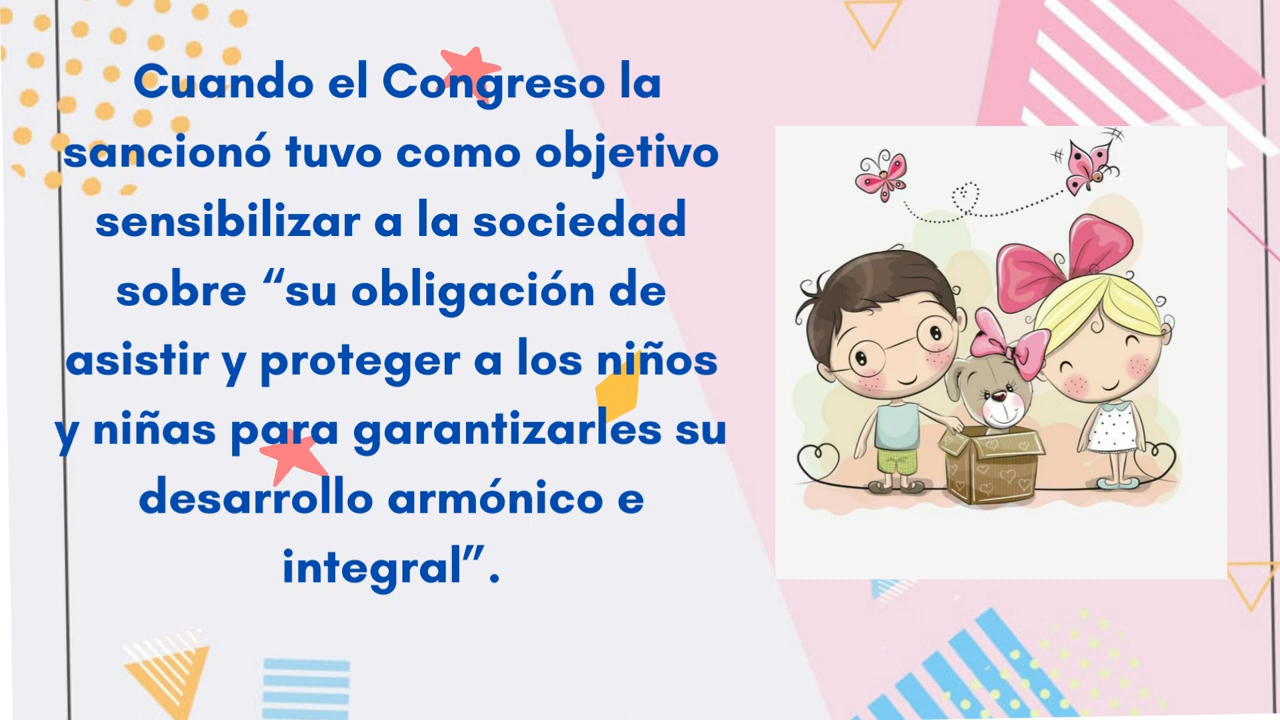 Cuando el Congreso la
sancionó tuvo como objetivo
sensibilizar a la sociedad
sobre “su obligación de
asistir y proteger a los niños
y niñas para garantizarles su
desarrollo armónico e
integral”.